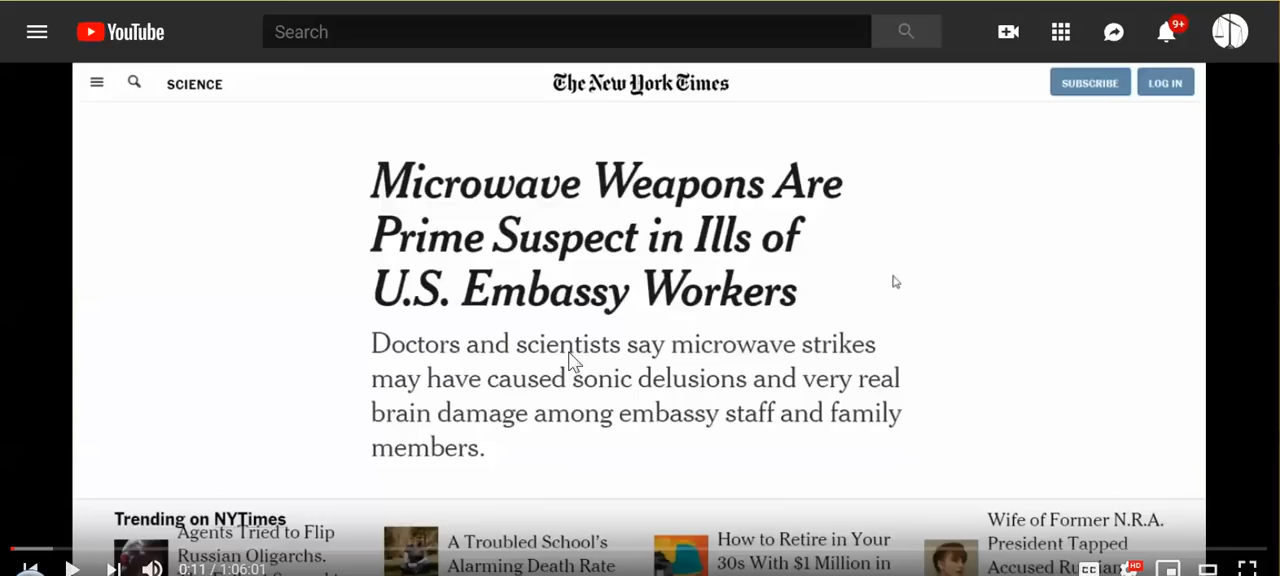 YouTube
Search
9+
SCIENCE
The New York Times
SUBSCRIBE
LOG IN
Microwave Weapons Are
Prime Suspect in Ills of
U.S. Embassy Workers
Doctors and scientists say microwave strikes
may have caused sonic delusions and very real
brain damage among embassy staff and family
members.
Trending on NYTimes
Agents Tried to Flip
Russian Oligarchs.
A Troubled School's
Alarming Death Rate
How to Retire in Your
30s With $1 Million in
Wife of Former N.R.A.
President Tapped
Accused
0:11 / 1:06:01
CC
HD